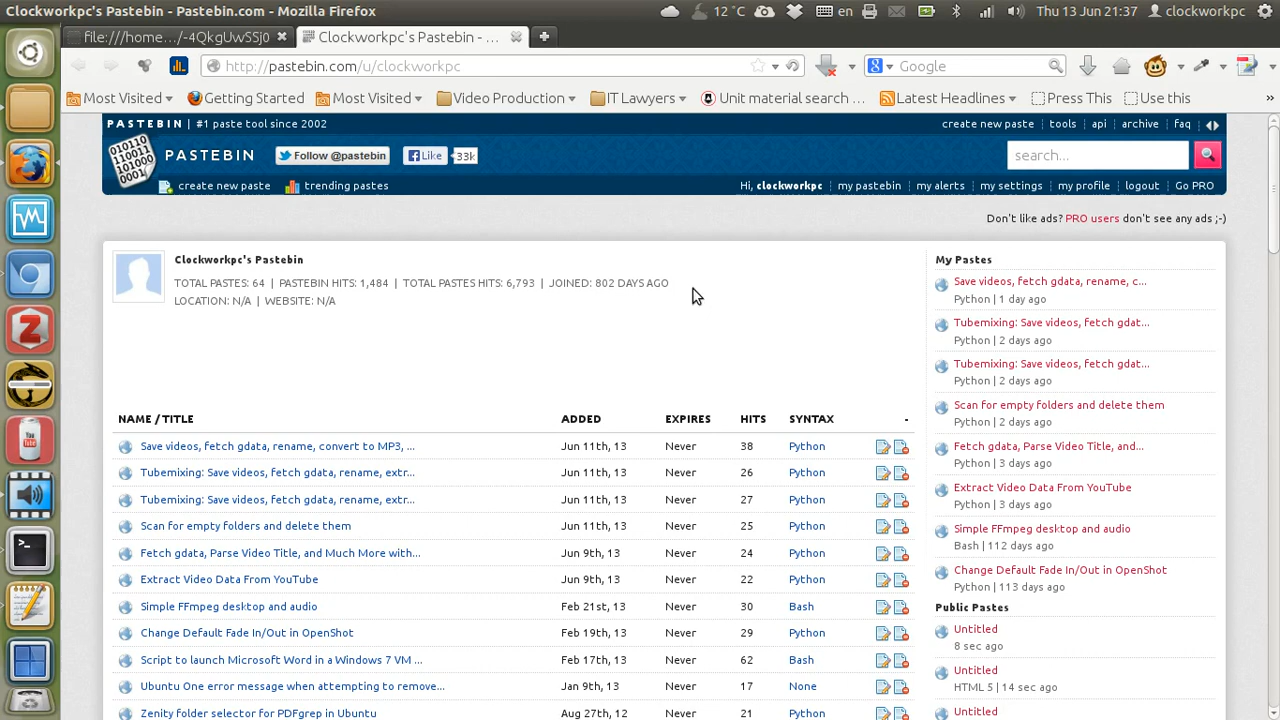 Clockworkpc's Pastebin - Pastebin.com - Mozilla Firefox
12 °C
en
Thu 13 Jun 21:37
clockworkpc
file:///home.../-4QkgUwSSj0
Clockworkpc's Pastebin - ...
http://pastebin.com/u/clockworkpc
Google
Most Visited
Getting Started
Most Visited
Video Production
IT Lawyers
Unit material search ...
Latest Headlines
Press This
Use this
»
PASTEBIN | #1 paste tool since 2002
create new paste
tools
api
archive
faq
PASTEBIN
Follow @pastebin
Like
33k
search...
create new paste
trending pastes
Hi, clockworkpc
my pastebin
my alerts
my settings
my profile
logout
Go PRO
Don't like ads? PRO users don't see any ads ;-)
Clockworkpc's Pastebin
TOTAL PASTES: 64 | PASTEBIN HITS: 1,484 | TOTAL PASTES HITS: 6,793 | JOINED: 802 DAYS AGO
LOCATION: N/A | WEBSITE: N/A
NAME / TITLE ADDED EXPIRES HITS SYNTAX -
Save videos, fetch gdata, rename, convert to MP3, ... Jun 11th, 13 Never 38 Python
Tubemixing: Save videos, fetch gdata, rename, extr... Jun 11th, 13 Never 26 Python
Tubemixing: Save videos, fetch gdata, rename, extr... Jun 11th, 13 Never 27 Python
Scan for empty folders and delete them Jun 11th, 13 Never 25 Python
Fetch gdata, Parse Video Title, and Much More with... Jun 9th, 13 Never 24 Python
Extract Video Data From YouTube Jun 9th, 13 Never 22 Python
Simple FFmpeg desktop and audio Feb 21st, 13 Never 30 Bash
Change Default Fade In/Out in OpenShot Feb 19th, 13 Never 29 Python
Script to launch Microsoft Word in a Windows 7 VM ... Feb 17th, 13 Never 62 Bash
Ubuntu One error message when attempting to remove... Jan 9th, 13 Never 17 None
Zenity folder selector for PDFgrep in Ubuntu Aug 27th, 12 Never 21 Python
My Pastes
Save videos, fetch gdata, rename, c...
Python | 1 day ago
Tubemixing: Save videos, fetch gdat...
Python | 2 days ago
Tubemixing: Save videos, fetch gdat...
Python | 2 days ago
Scan for empty folders and delete them
Python | 2 days ago
Fetch gdata, Parse Video Title, and...
Python | 3 days ago
Extract Video Data From YouTube
Python | 3 days ago
Simple FFmpeg desktop and audio
Bash | 112 days ago
Change Default Fade In/Out in OpenShot
Python | 113 days ago
Public Pastes
Untitled
8 sec ago
Untitled
HTML 5 | 14 sec ago
Untitled